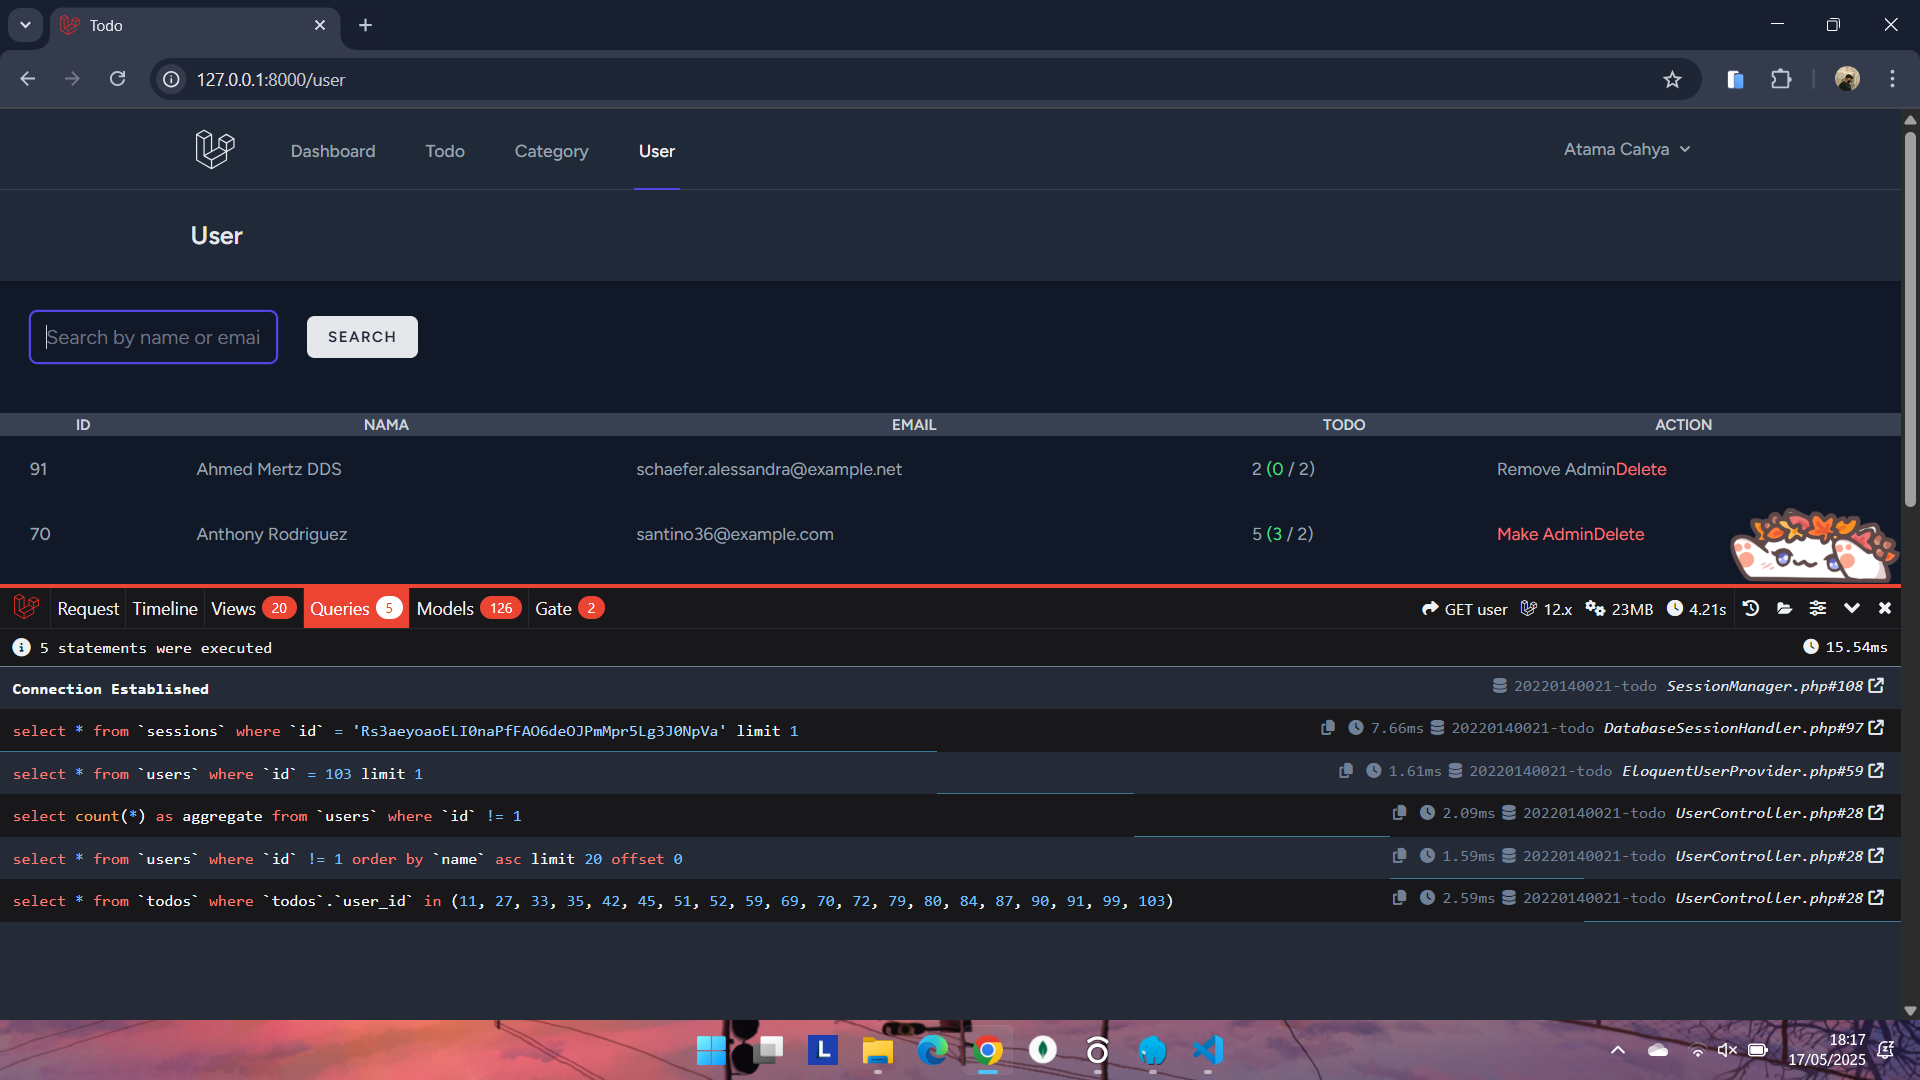 Todo
127.0.0.1:8000/user
Dashboard Todo Category User Atama Cahya
User
Search by name or emai SEARCH
ID NAMA EMAIL TODO ACTION
91 Ahmed Mertz DDS schaefer.alessandra@example.net 2 (0 / 2) Remove AdminDelete
70 Anthony Rodriguez santino36@example.com 5 (3 / 2) Make AdminDelete
Request Timeline Views 20 Queries 5 Models 126 Gate 2 GET user 12.x 23MB 4.21s
5 statements were executed 15.54ms
Connection Established 20220140021-todo SessionManager.php#108
select * from `sessions` where `id` = 'Rs3aeyoaoELI0naPfFAO6deOJPmMpr5Lg3J0NpVa' limit 1 7.66ms 20220140021-todo DatabaseSessionHandler.php#97
select * from `users` where `id` = 103 limit 1 1.61ms 20220140021-todo EloquentUserProvider.php#59
select count(*) as aggregate from `users` where `id` != 1 2.09ms 20220140021-todo UserController.php#28
select * from `users` where `id` != 1 order by `name` asc limit 20 offset 0 1.59ms 20220140021-todo UserController.php#28
select * from `todos` where `todos`.`user_id` in (11, 27, 33, 35, 42, 45, 51, 52, 59, 69, 70, 72, 79, 80, 84, 87, 90, 91, 99, 103) 2.59ms 20220140021-todo UserController.php#28
L
18:17
17/05/2025